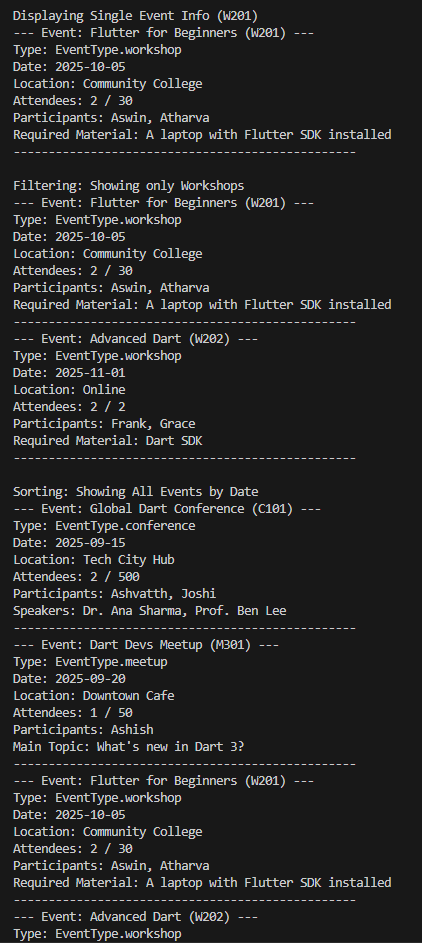 Displaying Single Event Info (W201)
--- Event: Flutter for Beginners (W201) ---
Type: EventType.workshop
Date: 2025-10-05
Location: Community College
Attendees: 2 / 30
Participants: Aswin, Atharva
Required Material: A laptop with Flutter SDK installed
-------------------------------------------------
Filtering: Showing only Workshops
--- Event: Flutter for Beginners (W201) ---
Type: EventType.workshop
Date: 2025-10-05
Location: Community College
Attendees: 2 / 30
Participants: Aswin, Atharva
Required Material: A laptop with Flutter SDK installed
-------------------------------------------------
--- Event: Advanced Dart (W202) ---
Type: EventType.workshop
Date: 2025-11-01
Location: Online
Attendees: 2 / 2
Participants: Frank, Grace
Required Material: Dart SDK
-------------------------------------------------
Sorting: Showing All Events by Date
--- Event: Global Dart Conference (C101) ---
Type: EventType.conference
Date: 2025-09-15
Location: Tech City Hub
Attendees: 2 / 500
Participants: Ashvatth, Joshi
Speakers: Dr. Ana Sharma, Prof. Ben Lee
-------------------------------------------------
--- Event: Dart Devs Meetup (M301) ---
Type: EventType.meetup
Date: 2025-09-20
Location: Downtown Cafe
Attendees: 1 / 50
Participants: Ashish
Main Topic: What's new in Dart 3?
-------------------------------------------------
--- Event: Flutter for Beginners (W201) ---
Type: EventType.workshop
Date: 2025-10-05
Location: Community College
Attendees: 2 / 30
Participants: Aswin, Atharva
Required Material: A laptop with Flutter SDK installed
-------------------------------------------------
--- Event: Advanced Dart (W202) ---
Type: EventType.workshop